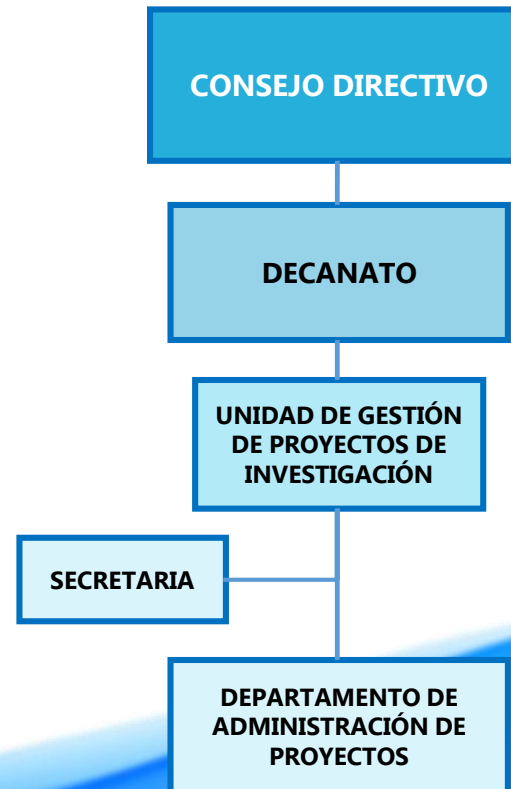 CONSEJO DIRECTIVO
DECANATO
UNIDAD DE GESTIÓN
DE PROYECTOS DE
INVESTIGACIÓN
SECRETARIA
DEPARTAMENTO DE
ADMINISTRACIÓN DE
PROYECTOS